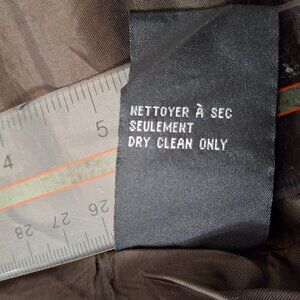 NETTOYER À SEC
SEULEMENT
DRY CLEAN ONLY
4
5
28
27
26